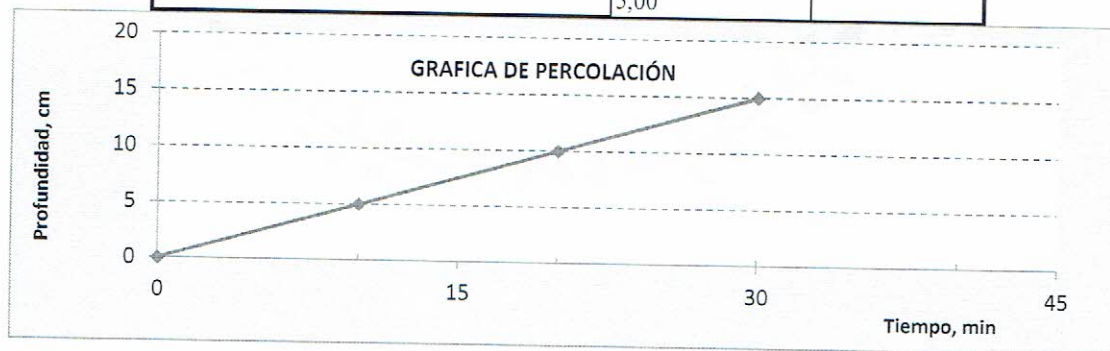 5,00
20
GRAFICA DE PERCOLACIÓN
15
10
5
0
Profundidad, cm
0 15 30 45
Tiempo, min